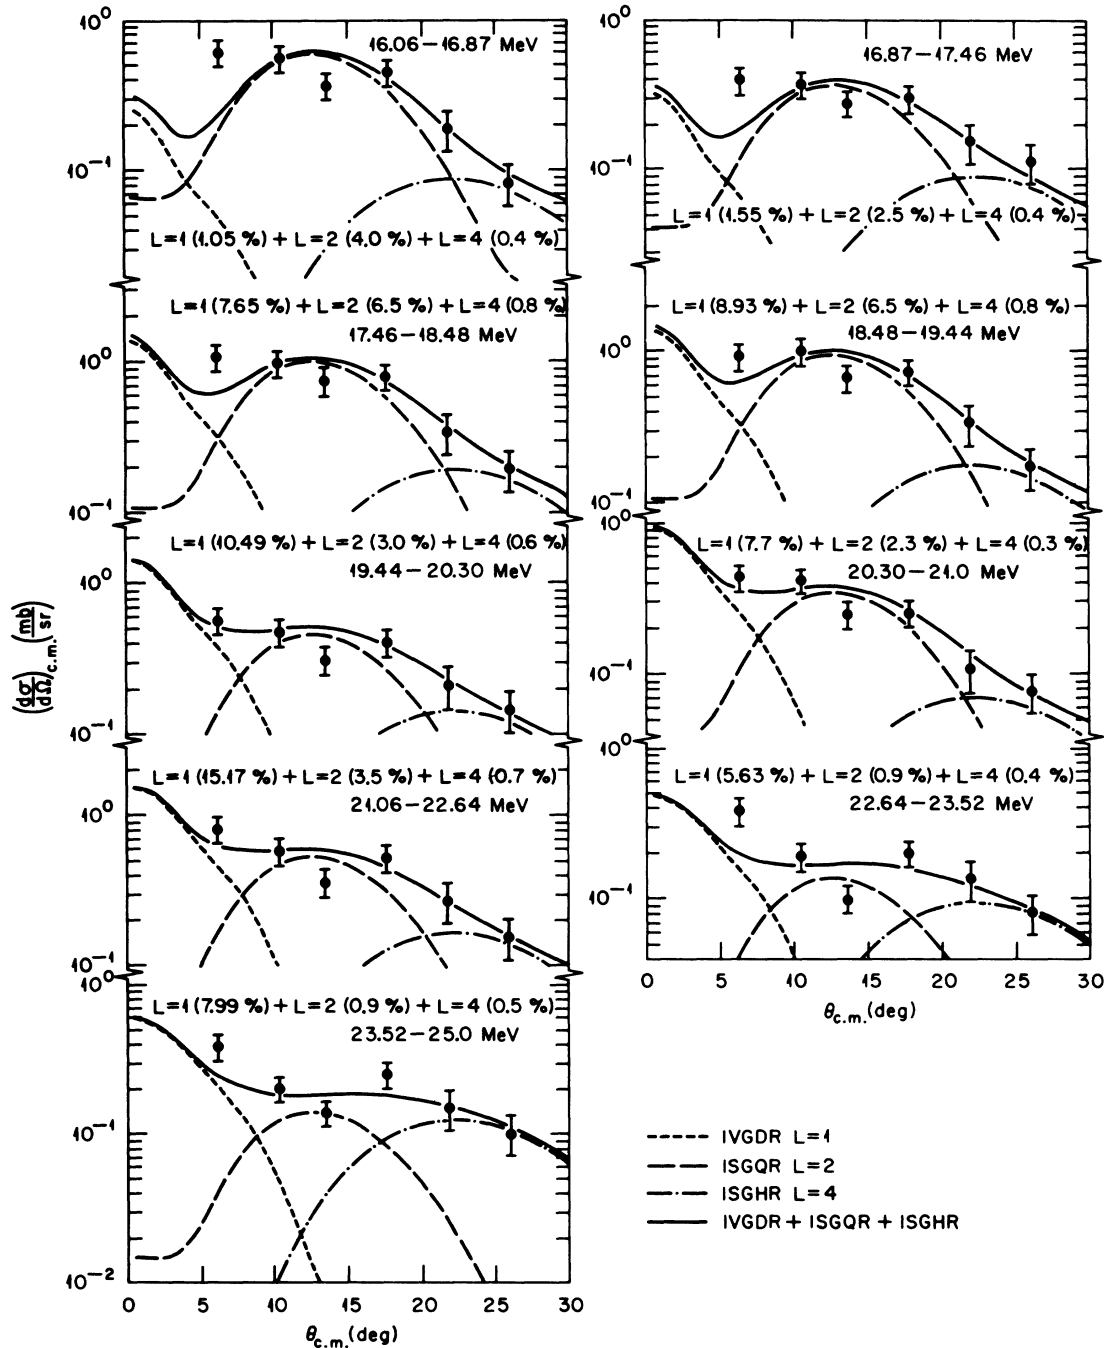 10⁰
16.06–16.87 MeV
10⁻¹
L=1 (1.05 %) + L=2 (4.0 %) + L=4 (0.4 %)
10⁰
16.87–17.46 MeV
10⁻¹
L=1 (1.55 %) + L=2 (2.5 %) + L=4 (0.4 %)
L=1 (7.65 %) + L=2 (6.5 %) + L=4 (0.8 %)
17.46–18.48 MeV
10⁰
10⁻¹
L=1 (8.93 %) + L=2 (6.5 %) + L=4 (0.8 %)
18.48–19.44 MeV
10⁰
10⁻¹
L=1 (10.49 %) + L=2 (3.0 %) + L=4 (0.6 %)
19.44–20.30 MeV
10⁰
10⁻¹
10⁰
L=1 (7.7 %) + L=2 (2.3 %) + L=4 (0.3 %)
20.30–21.0 MeV
10⁻¹
(dσ/dΩ)c.m. (mb/sr)
L=1 (15.17 %) + L=2 (3.5 %) + L=4 (0.7 %)
21.06–22.64 MeV
10⁰
10⁻¹
10⁰
L=1 (5.63 %) + L=2 (0.9 %) + L=4 (0.4 %)
22.64–23.52 MeV
10⁻¹
0 5 10 15 20 25 30
θc.m. (deg)
10⁰
L=1 (7.99 %) + L=2 (0.9 %) + L=4 (0.5 %)
23.52–25.0 MeV
10⁻¹
10⁻²
0 5 10 15 20 25 30
θc.m. (deg)
IVGDR L=1
ISGQR L=2
ISGHR L=4
IVGDR + ISGQR + ISGHR